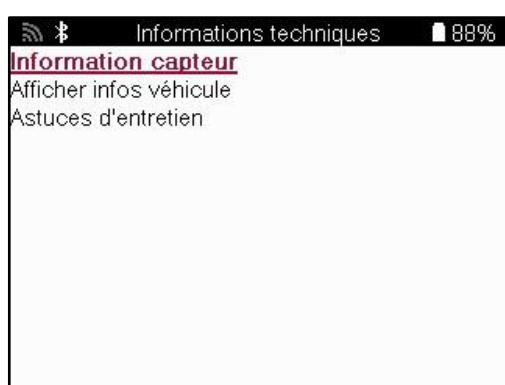 Informations techniques 88%
Information capteur
Afficher infos véhicule
Astuces d'entretien